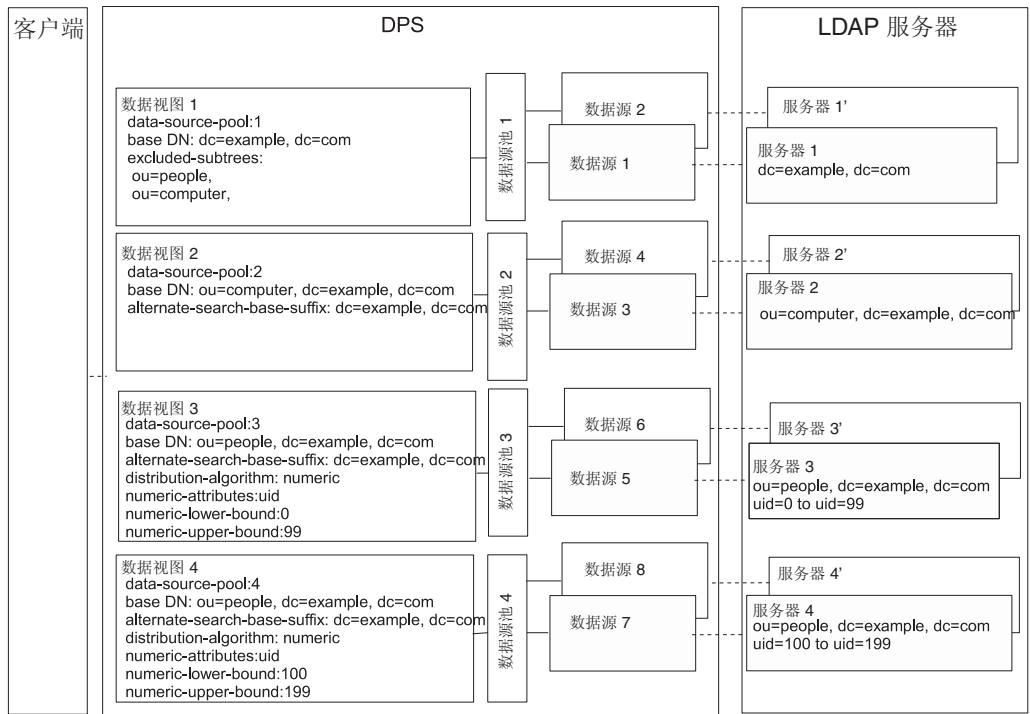 客户端
DPS
LDAP 服务器
数据视图 1
data-source-pool:1
base DN: dc=example, dc=com
excluded-subtrees:
ou=people,
ou=computer,
数据源池 1
数据源 2
数据源 1
服务器 1’
服务器 1
dc=example, dc=com
数据视图 2
data-source-pool:2
base DN: ou=computer, dc=example, dc=com
alternate-search-base-suffix: dc=example, dc=com
数据源池 2
数据源 4
数据源 3
服务器 2’
服务器 2
ou=computer, dc=example, dc=com
数据视图 3
data-source-pool:3
base DN: ou=people, dc=example, dc=com
alternate-search-base-suffix: dc=example, dc=com
distribution-algorithm: numeric
numeric-attributes:uid
numeric-lower-bound:0
numeric-upper-bound:99
数据源池 3
数据源 6
数据源 5
服务器 3’
服务器 3
ou=people, dc=example, dc=com
uid=0 to uid=99
数据视图 4
data-source-pool:4
base DN: ou=people, dc=example, dc=com
alternate-search-base-suffix: dc=example, dc=com
distribution-algorithm: numeric
numeric-attributes:uid
numeric-lower-bound:100
numeric-upper-bound:199
数据源池 4
数据源 8
数据源 7
服务器 4’
服务器 4
ou=people, dc=example, dc=com
uid=100 to uid=199